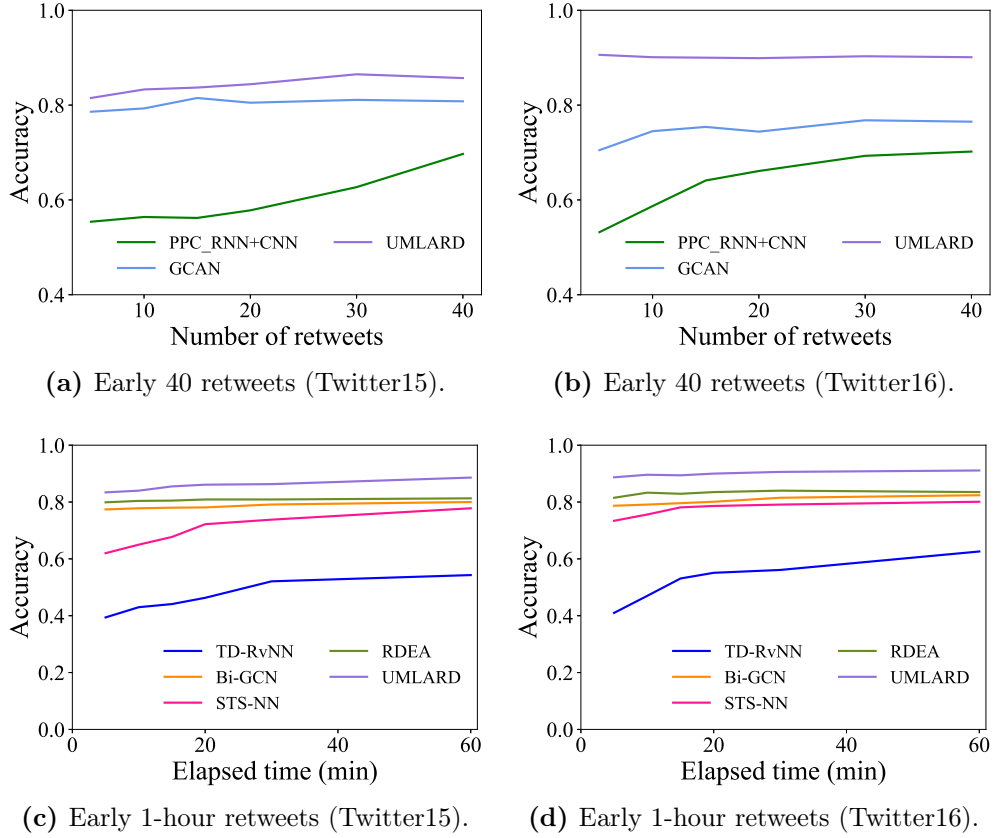 1.0
0.8
0.6
0.4
Accuracy
PPC_RNN+CNN
GCAN
UMLARD
10 20 30 40
Number of retweets
(a) Early 40 retweets (Twitter15).
1.0
0.8
0.6
0.4
Accuracy
PPC_RNN+CNN
GCAN
UMLARD
10 20 30 40
Number of retweets
(b) Early 40 retweets (Twitter16).
1.0
0.8
0.6
0.4
0.2
0.0
Accuracy
TD-RvNN
Bi-GCN
STS-NN
RDEA
UMLARD
0 20 40 60
Elapsed time (min)
(c) Early 1-hour retweets (Twitter15).
1.0
0.8
0.6
0.4
0.2
0.0
Accuracy
TD-RvNN
Bi-GCN
STS-NN
RDEA
UMLARD
0 20 40 60
Elapsed time (min)
(d) Early 1-hour retweets (Twitter16).